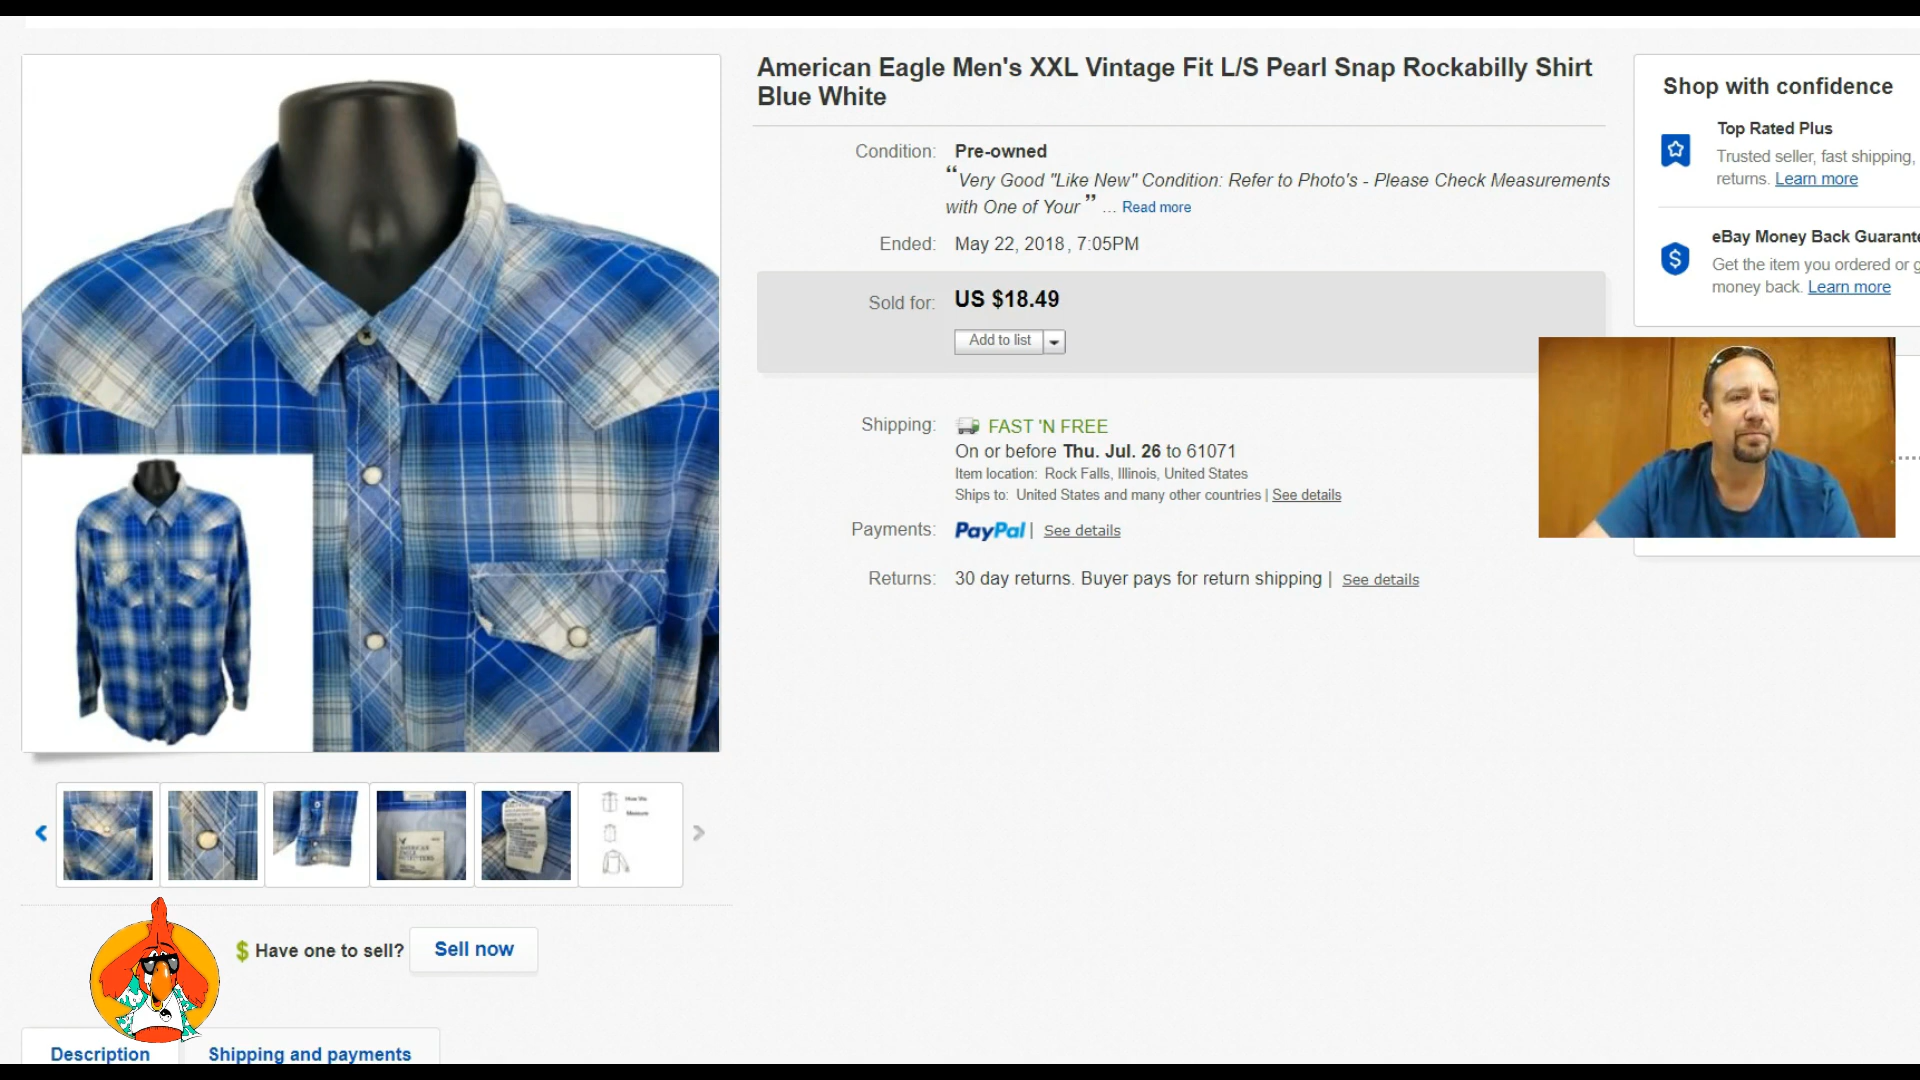 American Eagle Men's XXL Vintage Fit L/S Pearl Snap Rockabilly Shirt
Blue White
Condition: Pre-owned
“Very Good "Like New" Condition: Refer to Photo's - Please Check Measurements
with One of Your ” ... Read more
Ended: May 22, 2018 , 7:05PM
Sold for: US $18.49
Add to list
Shipping: FAST 'N FREE
On or before Thu. Jul. 26 to 61071
Item location: Rock Falls, Illinois, United States
Ships to: United States and many other countries | See details
Payments: PayPal | See details
Returns: 30 day returns. Buyer pays for return shipping | See details
Shop with confidence
Top Rated Plus
Trusted seller, fast shipping,
returns. Learn more
eBay Money Back Guarante
Get the item you ordered or g
money back. Learn more
AMERICAN
EAGLE
OUTFITTERS
How We
Measure
$ Have one to sell? Sell now
Description
Shipping and payments